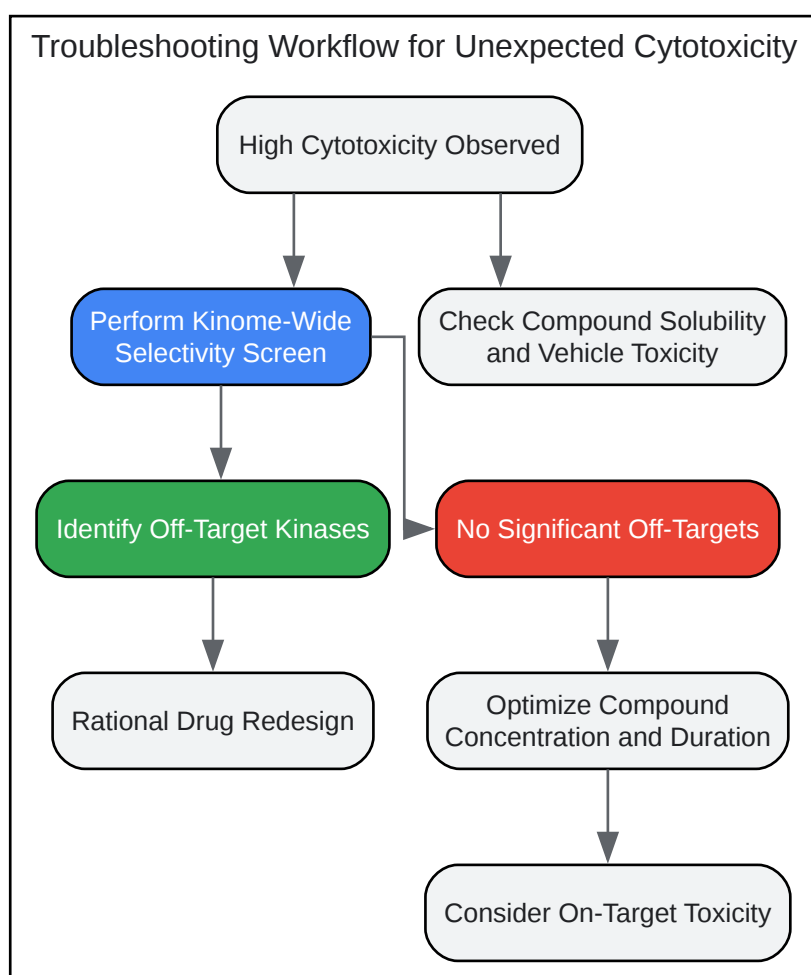 Troubleshooting Workflow for Unexpected Cytotoxicity
High Cytotoxicity Observed
Perform Kinome-Wide
Selectivity Screen
Check Compound Solubility
and Vehicle Toxicity
Identify Off-Target Kinases
No Significant Off-Targets
Rational Drug Redesign
Optimize Compound
Concentration and Duration
Consider On-Target Toxicity